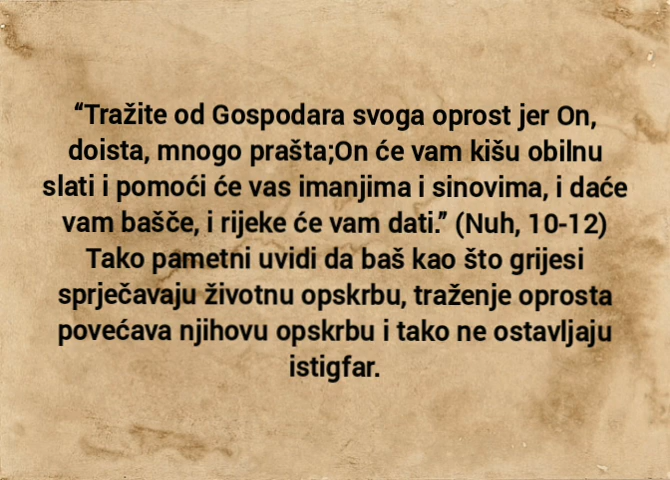 “Tražite od Gospodara svoga oprost jer On,
doista, mnogo prašta;On će vam kišu obilnu
slati i pomoći će vas imanjima i sinovima, i daće
vam bašče, i rijeke će vam dati.” (Nuh, 10-12)
Tako pametni uvidi da baš kao što grijesi
sprječavaju životnu opskrbu, traženje oprosta
povećava njihovu opskrbu i tako ne ostavljaju
istigfar.